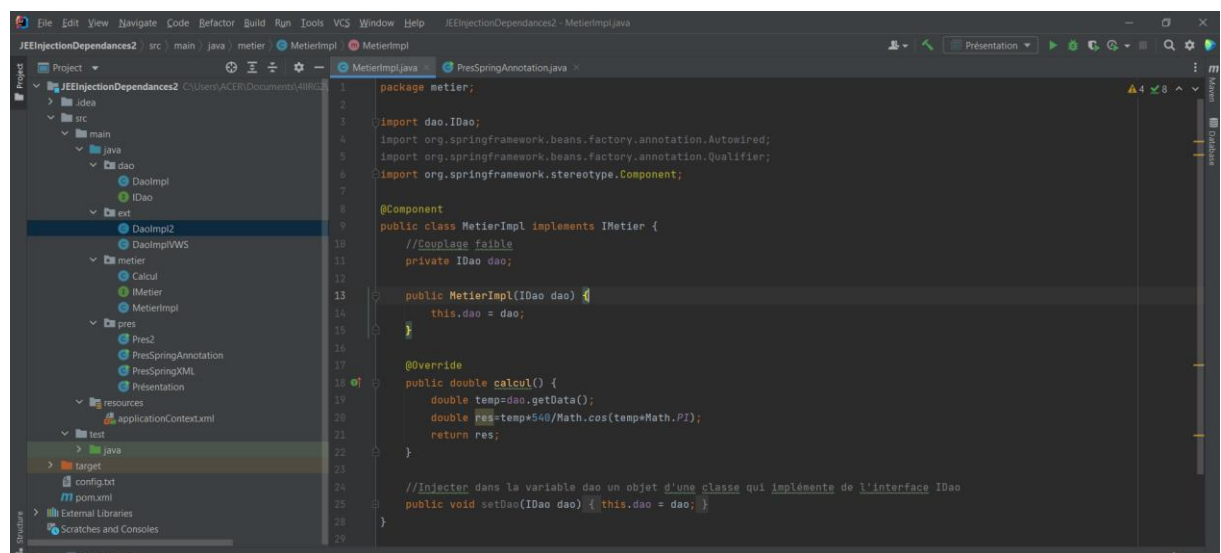 File Edit View Navigate Code Refactor Build Run Tools VCS Window Help JEEInjectionDependances2 - MetierImpl.java
JEEInjectionDependances2 src main java metier MetierImpl MetierImpl
Présentation
Project
MetierImpl.java
PresSpringAnnotation.java
Project
JEEInjectionDependances2 C:\Users\ACER\Documents\4IIRG2\
.idea
src
main
java
dao
DaoImpl
IDao
ext
DaoImpl2
DaoImplVWS
metier
Calcul
IMetier
MetierImpl
pres
Pres2
PresSpringAnnotation
PresSpringXML
Présentation
resources
applicationContext.xml
test
java
target
config.txt
pom.xml
External Libraries
Scratches and Consoles
Structure
1 package metier;
2
3 import dao.IDao;
4 import org.springframework.beans.factory.annotation.Autowired;
5 import org.springframework.beans.factory.annotation.Qualifier;
6 import org.springframework.stereotype.Component;
7
8 @Component
9 public class MetierImpl implements IMetier {
10 //Couplage faible
11 private IDao dao;
12
13 public MetierImpl(IDao dao) {
14 this.dao = dao;
15 }
16
17 @Override
18 public double calcul() {
19 double temp=dao.getData();
20 double res=temp*540/Math.cos(temp*Math.PI);
21 return res;
22 }
23
24 //Injecter dans la variable dao un objet d'une classe qui implémente de l'interface IDao
25 public void setDao(IDao dao) { this.dao = dao; }
28 }
29
4 8
Maven
Database